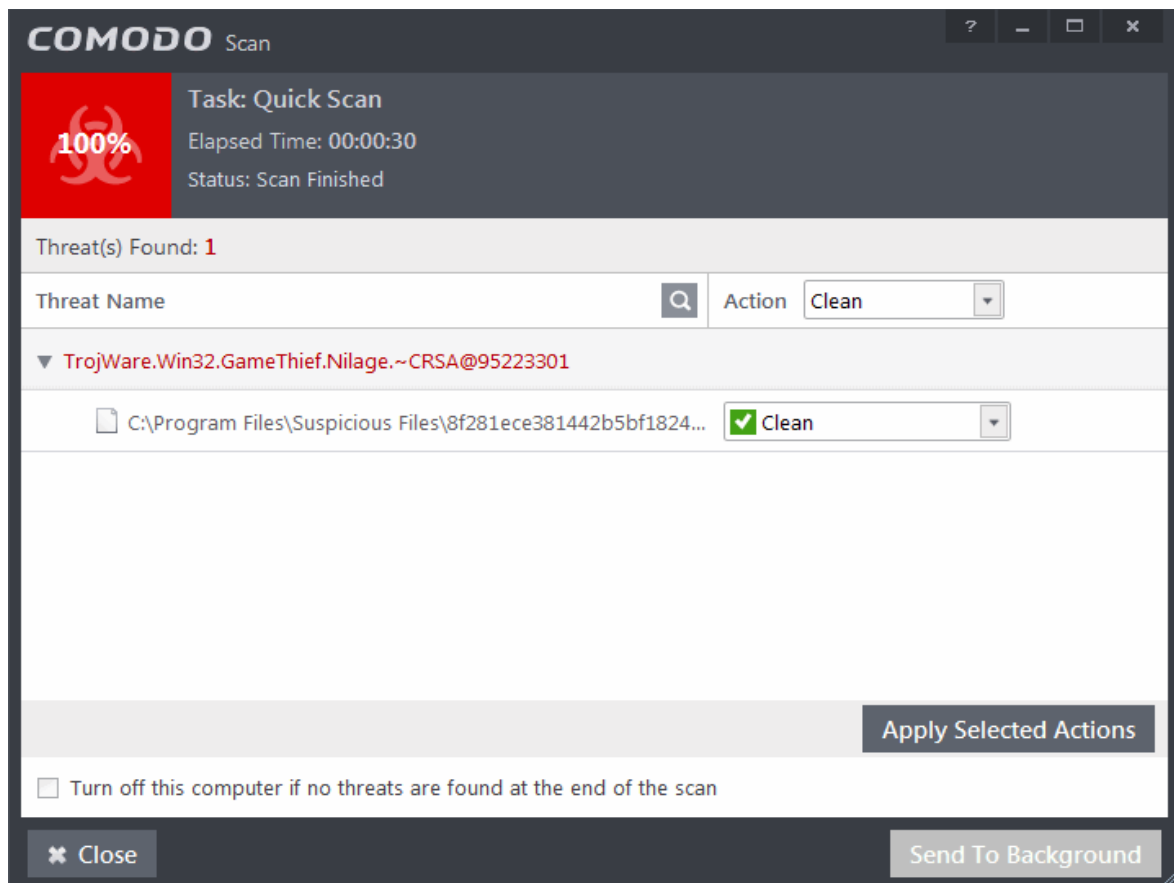 COMODO Scan
?
100%
Task: Quick Scan
Elapsed Time: 00:00:30
Status: Scan Finished
Threat(s) Found: 1
Threat Name
Action Clean
TrojWare.Win32.GameThief.Nilage.~CRSA@95223301
C:\Program Files\Suspicious Files\8f281ece381442b5bf1824... Clean
Apply Selected Actions
Turn off this computer if no threats are found at the end of the scan
Close
Send To Background